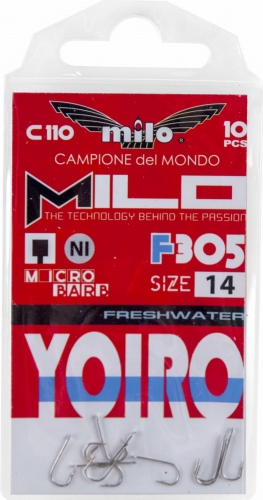 C 110 milo ® 10 PCS
CAMPIONE del MONDO
MILO
THE TECHNOLOGY BEHIND THE PASSION
NI F305
MICRO BARB SIZE 14
FRESHWATER
YOIRO